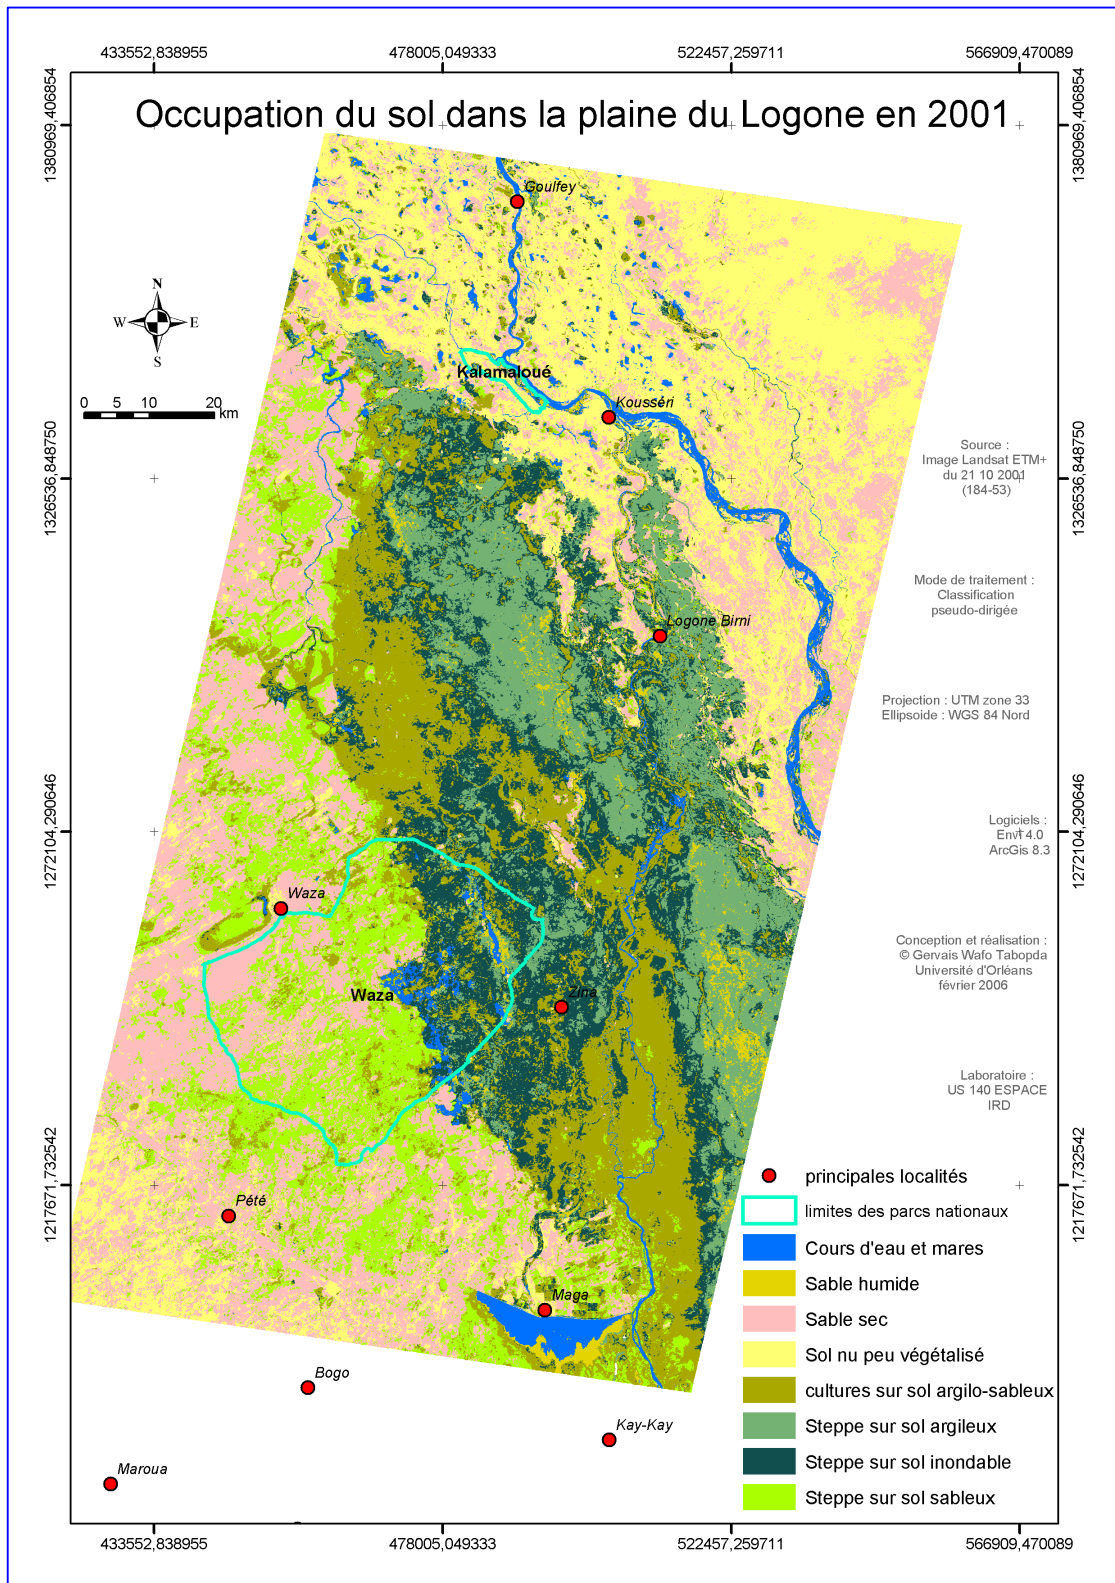 433552,838955
478005,049333
522457,259711
566909,470089
1380969,406854
1380969,406854
Occupation du sol dans la plaine du Logone en 2001
Goulfey
N
W E
S
Kalamaloué
0 5 10 20
km
Kousséri
1326536,848750
1326536,848750
Source :
Image Landsat ETM+
du 21 10 2001
(184-53)
Mode de traitement :
Classification
pseudo-dirigée
Logone Birni
Projection : UTM zone 33
Ellipsoide : WGS 84 Nord
1272104,290646
1272104,290646
Logiciels :
Envi 4.0
ArcGis 8.3
Waza
Conception et réalisation :
© Gervais Wafo Tabopda
Université d'Orléans
février 2006
Waza
Zina
Laboratoire :
US 140 ESPACE
IRD
1217671,732542
1217671,732542
Pété
principales localités
limites des parcs nationaux
Cours d'eau et mares
Sable humide
Maga
Sable sec
Sol nu peu végétalisé
Bogo
cultures sur sol argilo-sableux
Kay-Kay
Steppe sur sol argileux
Maroua
Steppe sur sol inondable
Steppe sur sol sableux
433552,838955
478005,049333
522457,259711
566909,470089